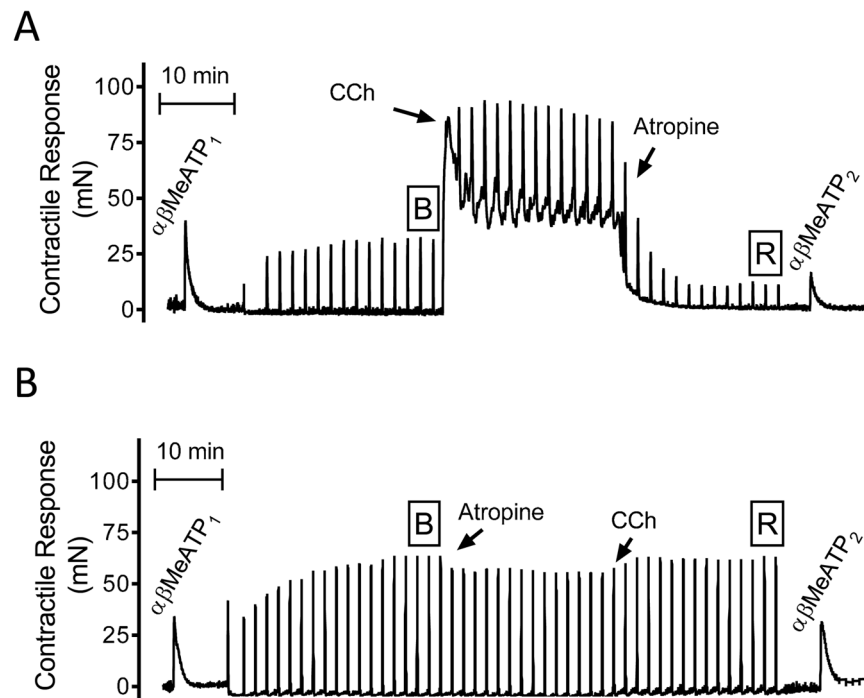 A
10 min
100
75
50
25
0
Contractile Response
(mN)
αβMeATP1
CCh
B
Atropine
R
αβMeATP2
B
10 min
100
75
50
25
0
Contractile Response
(mN)
αβMeATP1
B
Atropine
CCh
R
αβMeATP2